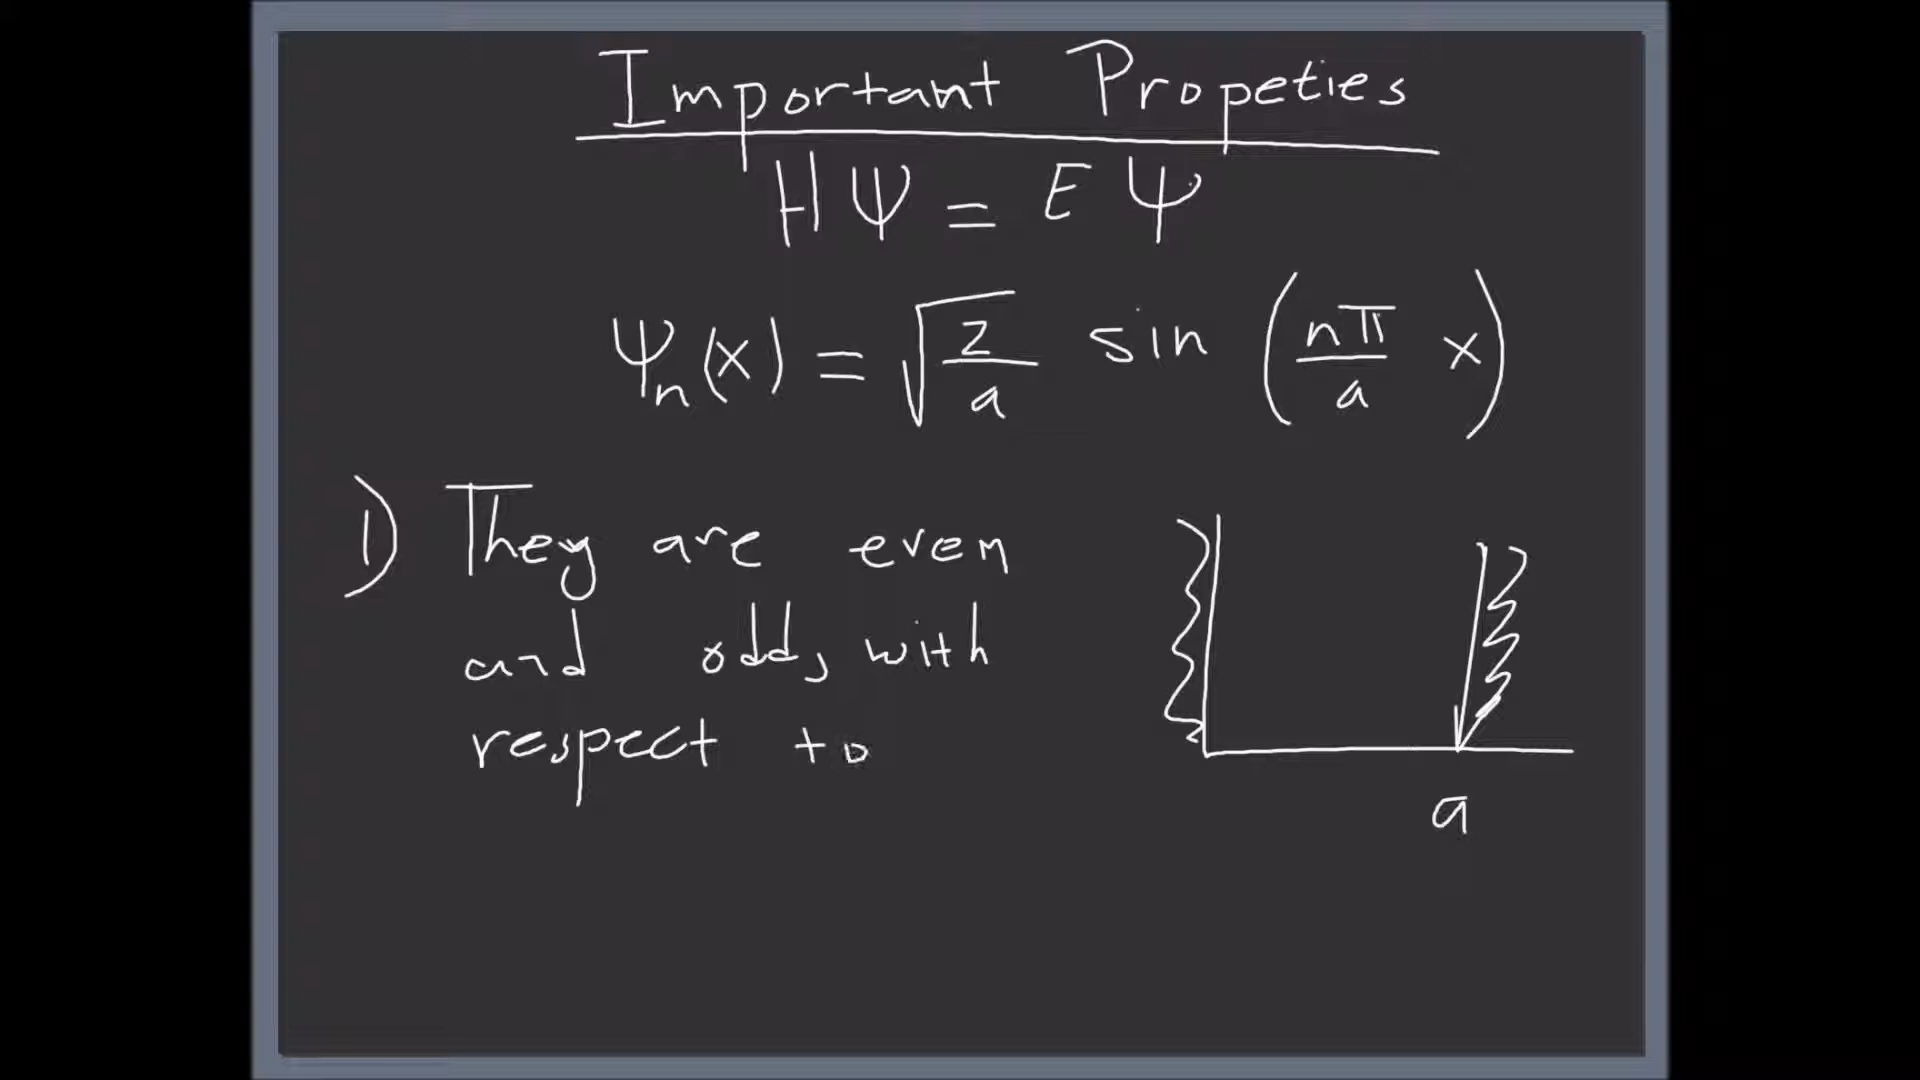 Important Propeties
HΨ = EΨ
Ψn(x) = √(2/a) sin (nπ/a x)
1) They are even
and odd, with
respect to
a